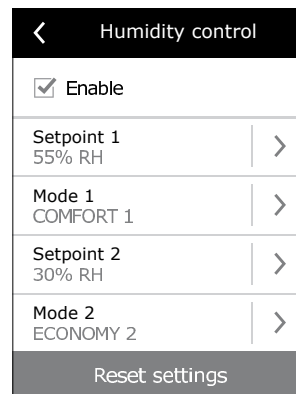 Humidity control
Enable
Setpoint 1
55% RH
Mode 1
COMFORT 1
Setpoint 2
30% RH
Mode 2
ECONOMY 2
Reset settings